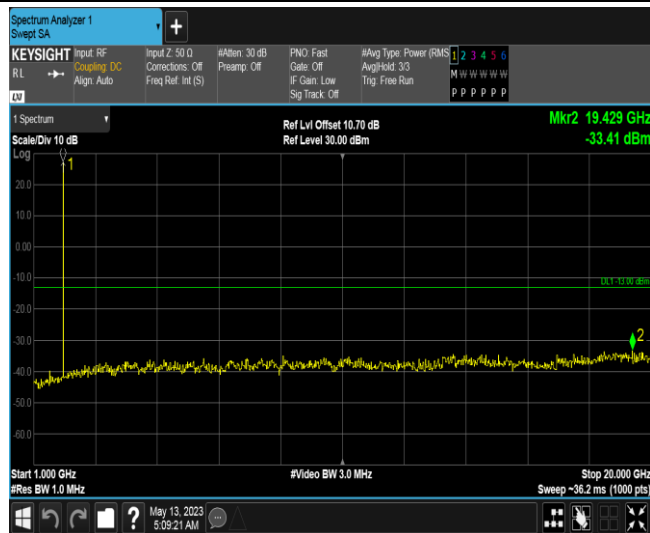 Spectrum Analyzer 1
Swept SA
KEYSIGHT
RL
LXI
Input: RF
Coupling: DC
Align: Auto
Input Z: 50 Ω
Corrections: Off
Freq Ref: Int (S)
#Atten: 30 dB
Preamp: Off
PNO: Fast
Gate: Off
IF Gain: Low
Sig Track: Off
#Avg Type: Power (RMS
Avg|Hold: 3/3
Trig: Free Run
1 2 3 4 5 6
M W W W W W
P P P P P P
1 Spectrum
Scale/Div 10 dB
Log
Ref Lvl Offset 10.70 dB
Ref Level 30.00 dBm
Mkr2 19.429 GHz
-33.41 dBm
1
20.0
10.0
0.00
-10.0
DL1 -13.00 dBm
-20.0
-30.0
2
-40.0
-50.0
-60.0
Start 1.000 GHz
#Res BW 1.0 MHz
#Video BW 3.0 MHz
Stop 20.000 GHz
Sweep ~36.2 ms (1000 pts)
?
May 13, 2023
5:09:21 AM